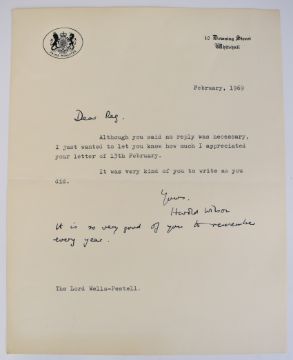 10 Downing Street
Whitehall
February, 1969
Dear Reg,
Although you said no reply was necessary,
I just wanted to let you know how much I appreciated
your letter of 13th February.
It was very kind of you to write as you
did.
Yours,
Harold Wilson
It is so very good of you to remember
every year.
The Lord Wells-Pestell.